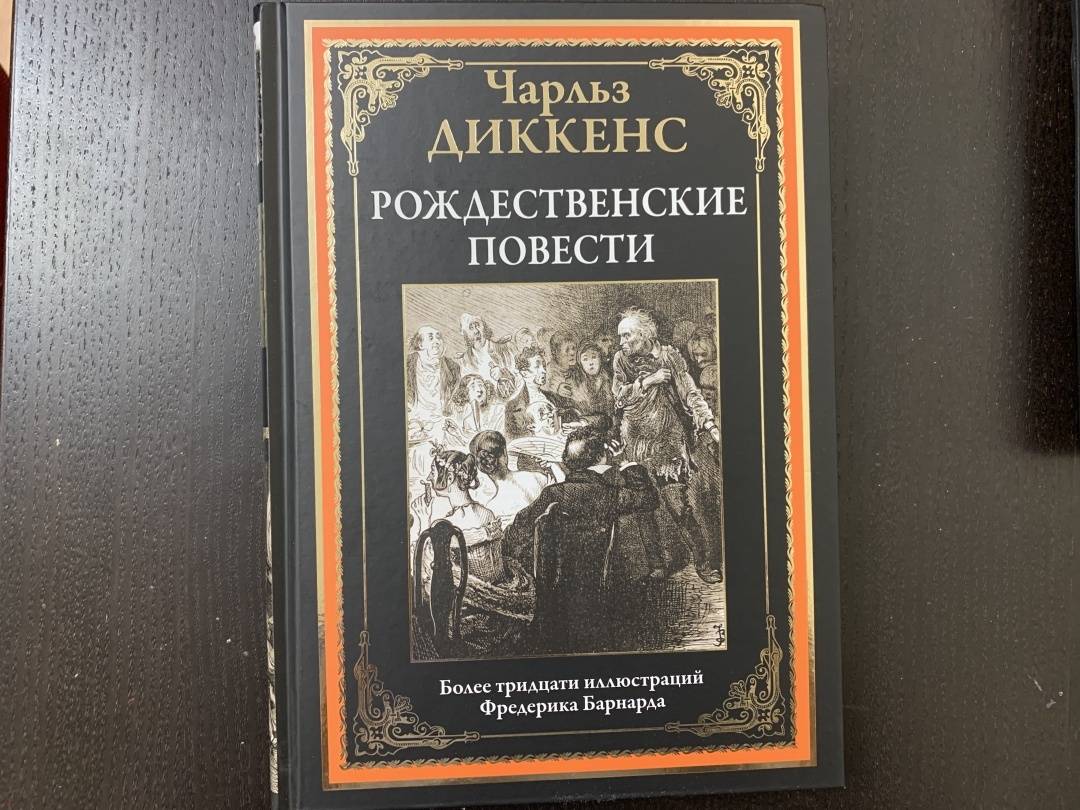 Чарльз
ДИККЕНС
РОЖДЕСТВЕНСКИЕ
ПОВЕСТИ
Более тридцати иллюстраций
Фредерика Барнарда